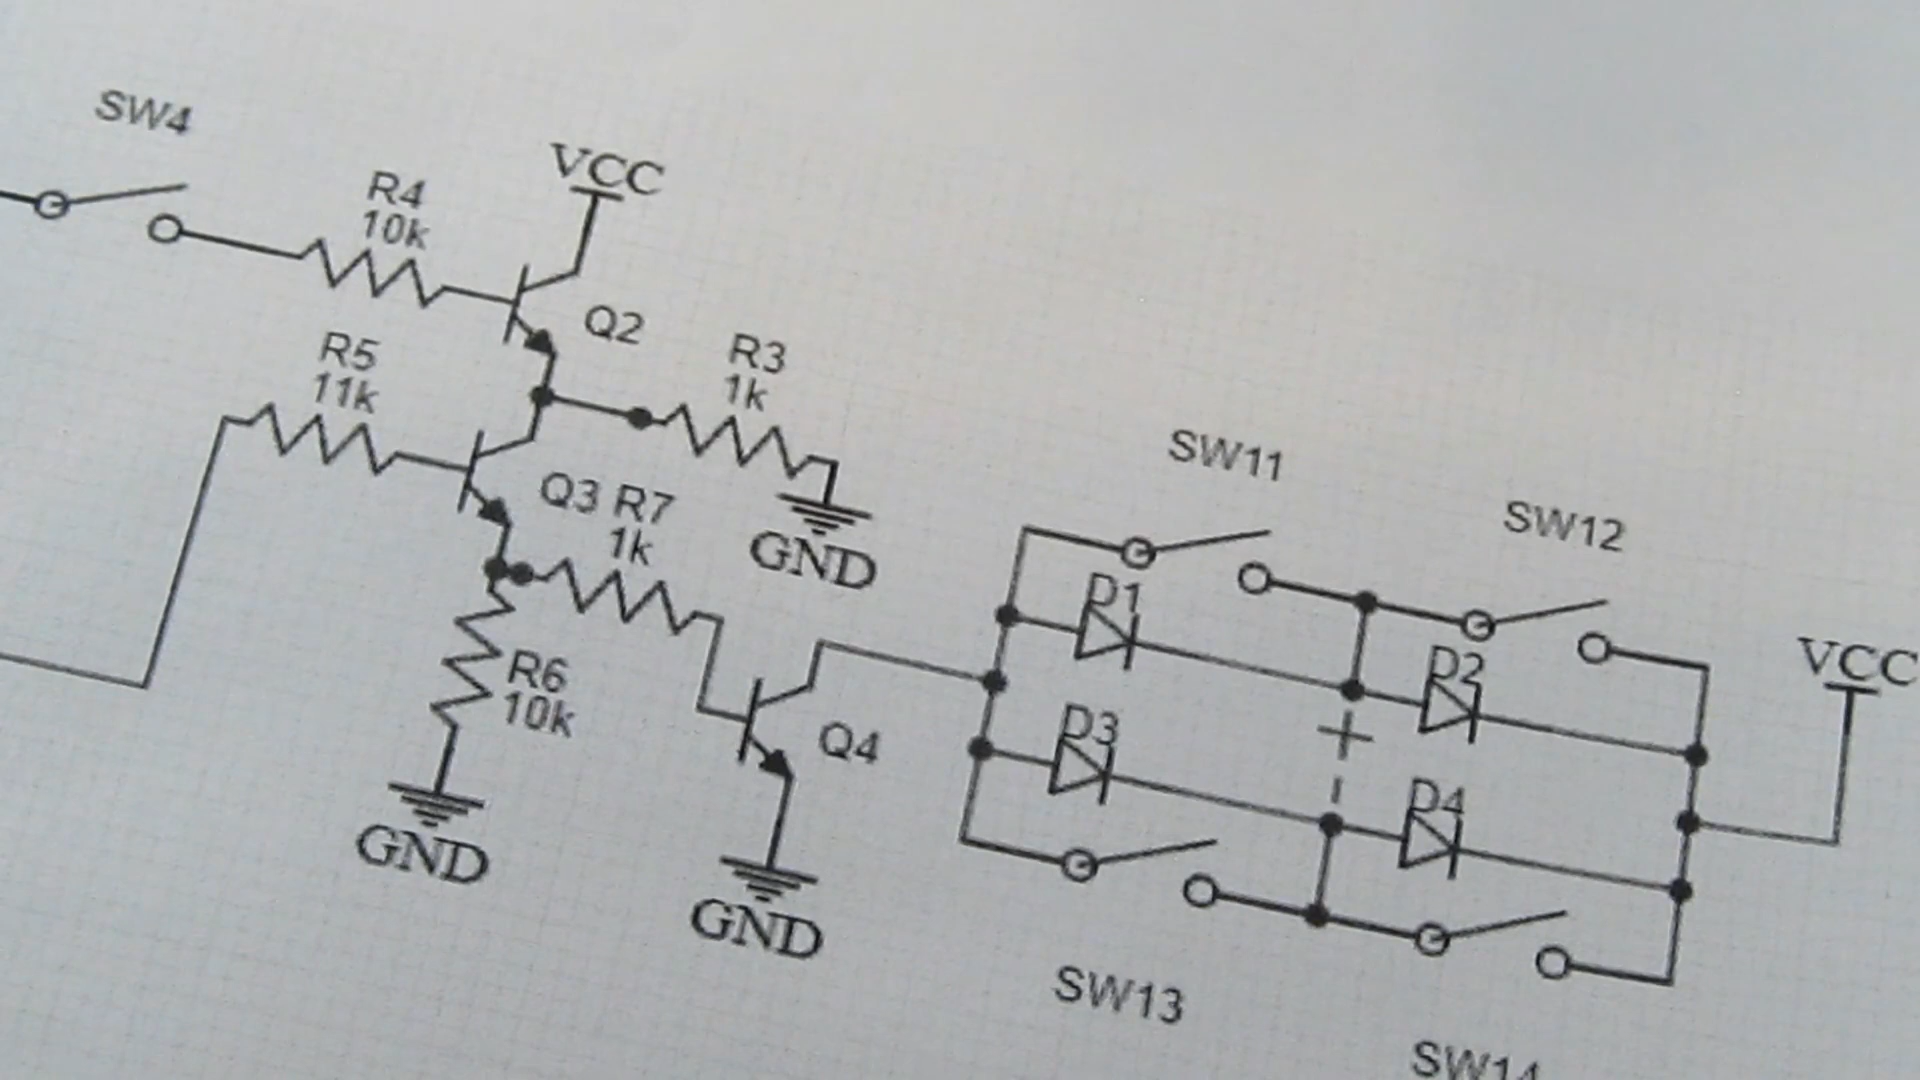 SW4
VCC
R4
10k
Q2
R5
11k
R3
1k
Q3
R7
1k
GND
SW11
SW12
D1
D2
VCC
R6
10k
Q4
D3
+
-
D4
GND
GND
SW13
SW14